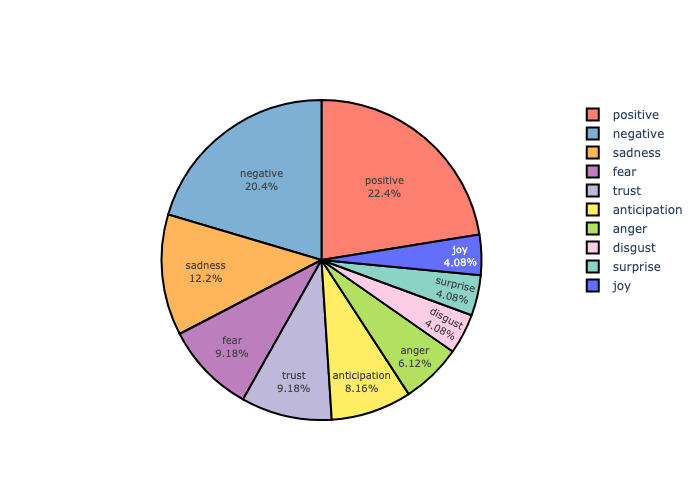 positive
22.4%
negative
20.4%
sadness
12.2%
fear
9.18%
trust
9.18%
anticipation
8.16%
anger
6.12%
disgust
4.08%
surprise
4.08%
joy
4.08%
positive
negative
sadness
fear
trust
anticipation
anger
disgust
surprise
joy